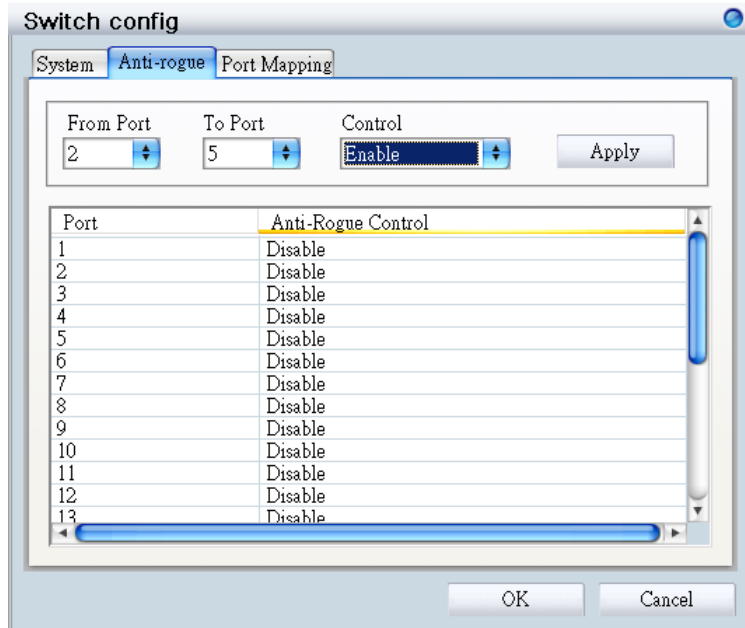 Switch config
System Anti-rogue Port Mapping
From Port To Port Control
2 5 Enable Apply
Port Anti-Rogue Control
1 Disable
2 Disable
3 Disable
4 Disable
5 Disable
6 Disable
7 Disable
8 Disable
9 Disable
10 Disable
11 Disable
12 Disable
13 Disable
OK Cancel